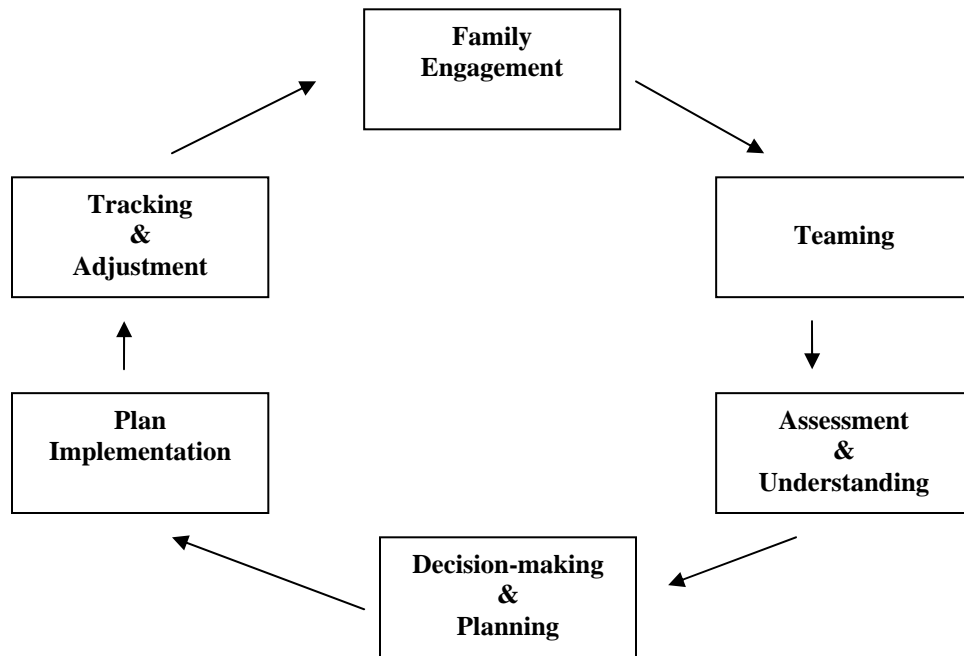 Family
Engagement
Teaming
Assessment
&
Understanding
Decision-making
&
Planning
Plan
Implementation
Tracking
&
Adjustment